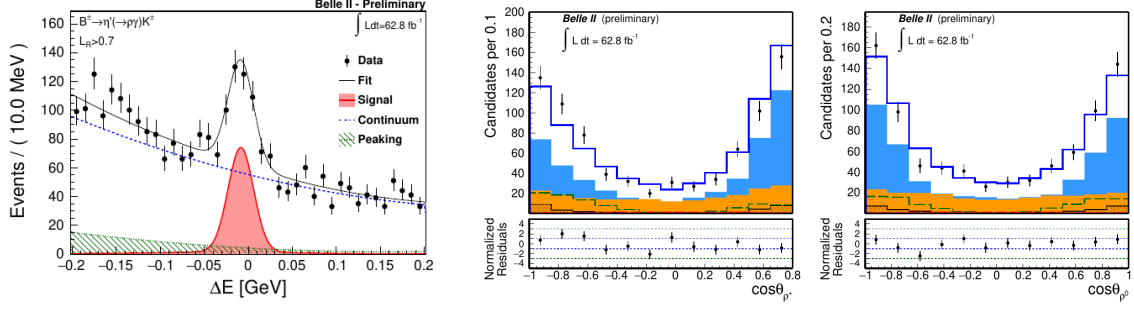 Belle II - Preliminary
B±→η'(→ργ)K±
∫ Ldt=62.8 fb⁻¹
L_R>0.7
Data
Fit
Signal
Continuum
Peaking
Events / ( 10.0 MeV )
160
140
120
100
80
60
40
20
0
−0.2 −0.15 −0.1 −0.05 0 0.05 0.1 0.15 0.2
ΔE [GeV]
Belle II (preliminary)
∫ L dt = 62.8 fb⁻¹
Candidates per 0.1
200
180
160
140
120
100
80
60
40
20
Normalized
Residuals
4
2
0
−2
−4
−1 −0.8 −0.6 −0.4 −0.2 0 0.2 0.4 0.6 0.8
cosθ_ρ⁺
Belle II (preliminary)
∫ L dt = 62.8 fb⁻¹
Candidates per 0.2
180
160
140
120
100
80
60
40
20
Normalized
Residuals
4
2
0
−2
−4
−1 −0.8 −0.6 −0.4 −0.2 0 0.2 0.4 0.6 0.8 1
cosθ_ρ⁰